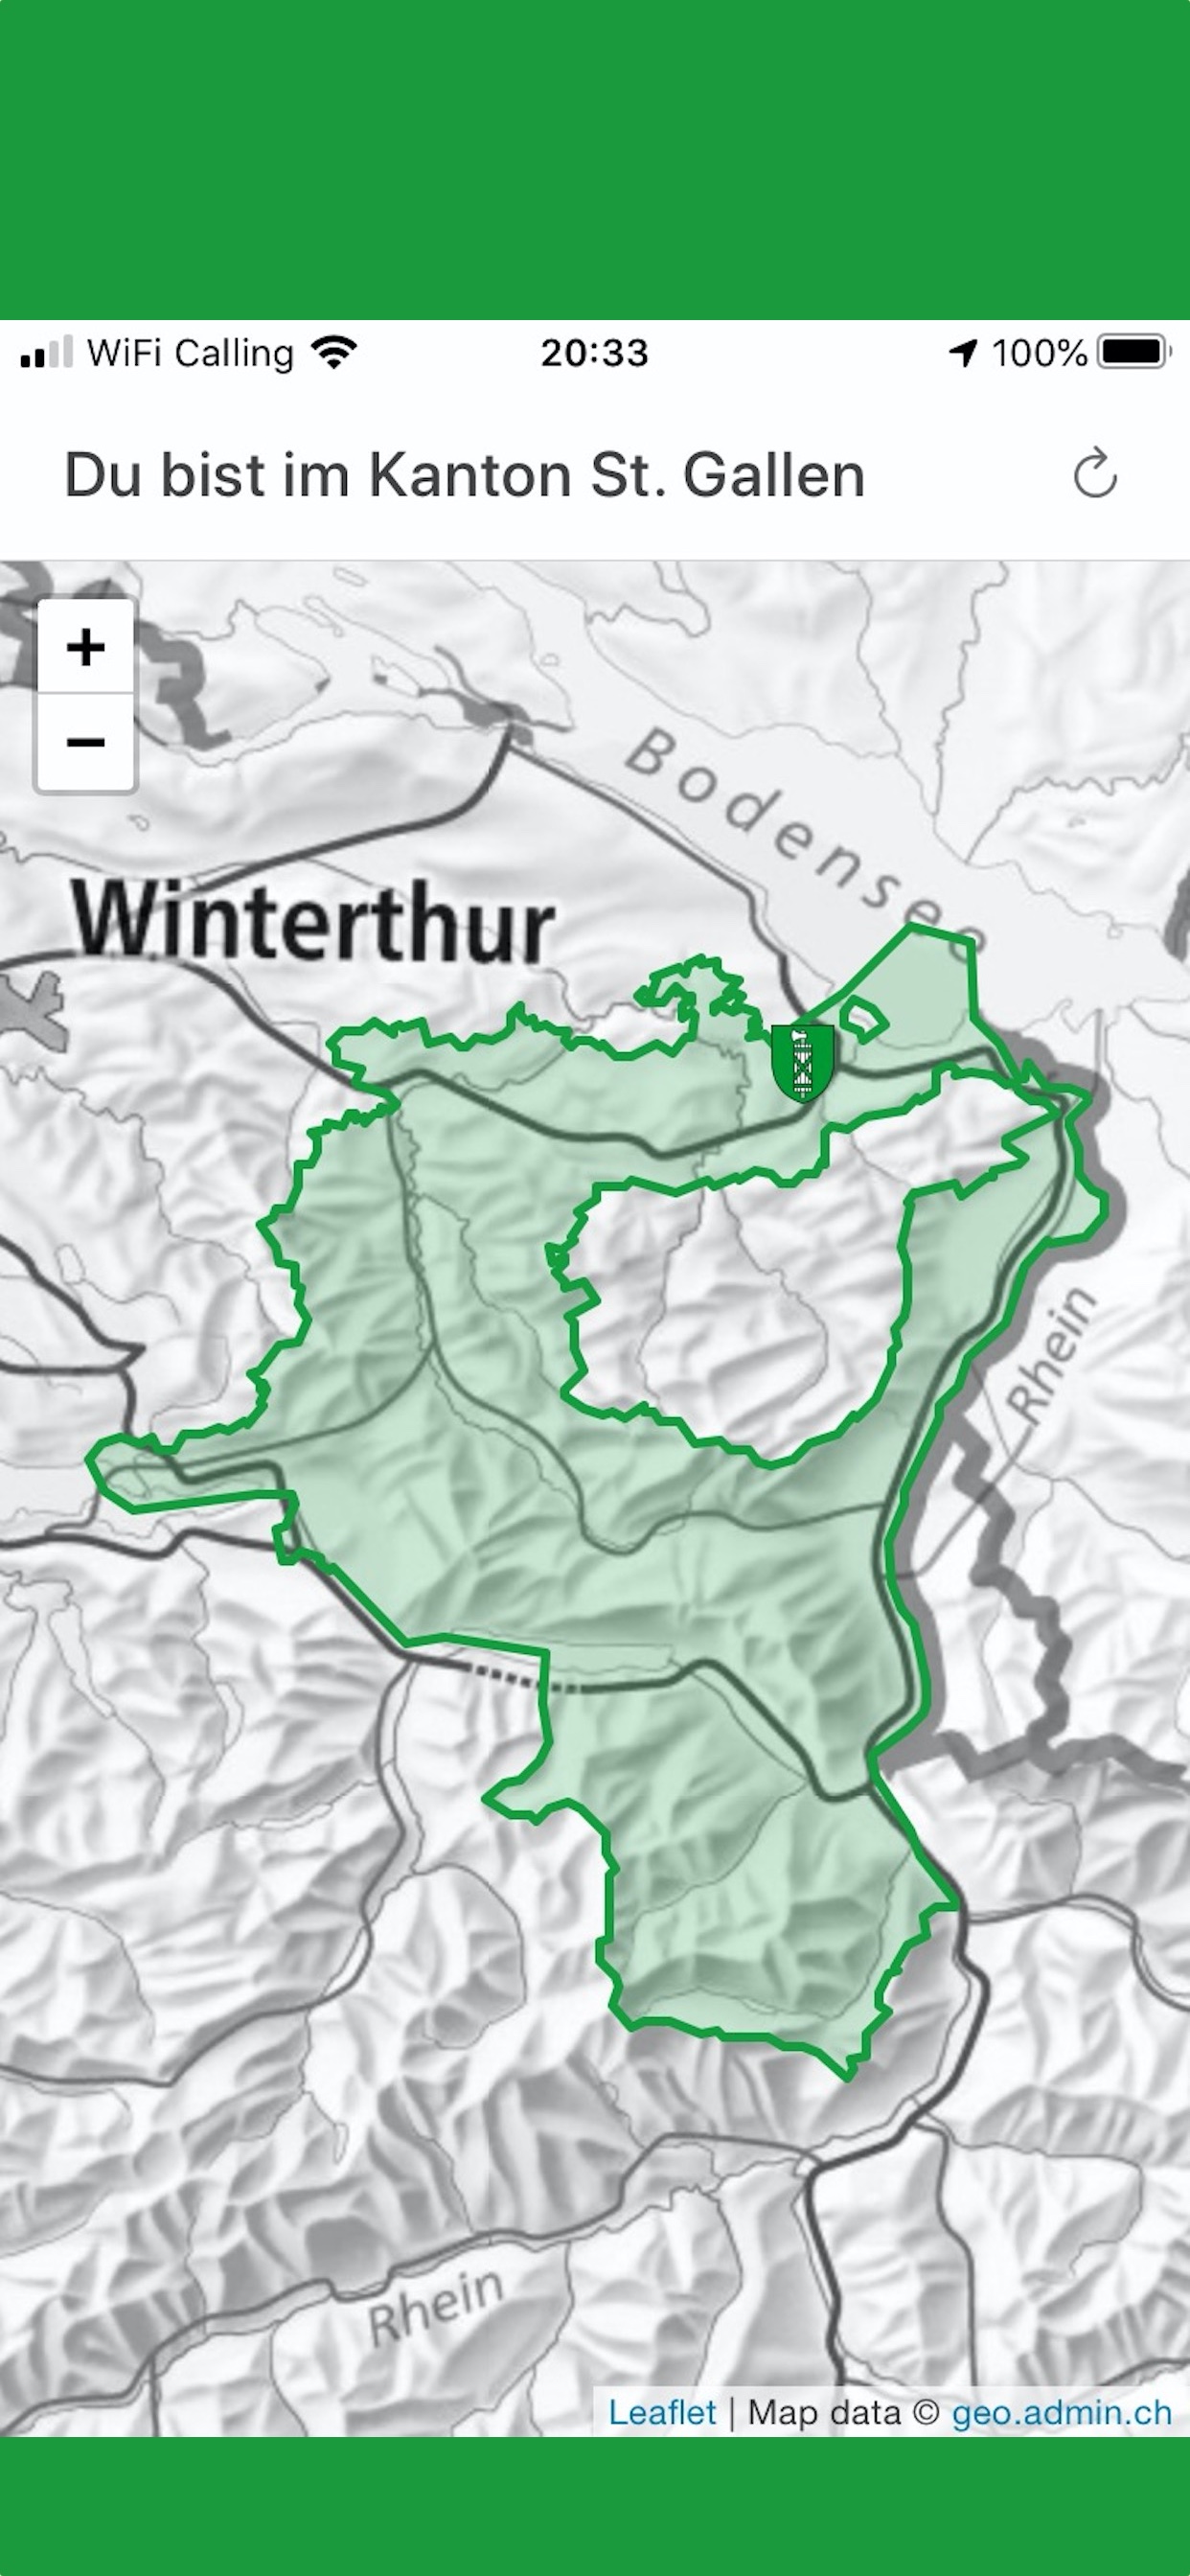 WiFi Calling 20:33 100%
Du bist im Kanton St. Gallen
+
−
Bodensee
Winterthur
Rhein
Rhein
Leaflet | Map data © geo.admin.ch